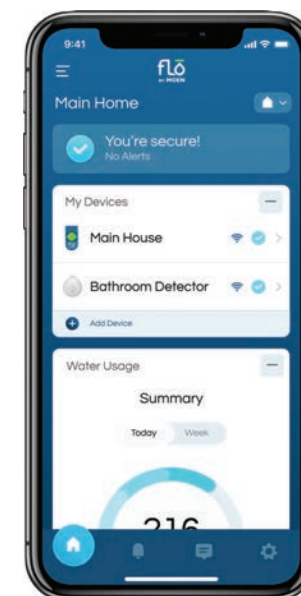 9:41
flō
BY MOEN
Main Home
You're secure!
No Alerts
My Devices
Main House
Bathroom Detector
Add Device
Water Usage
Summary
Today Week
216